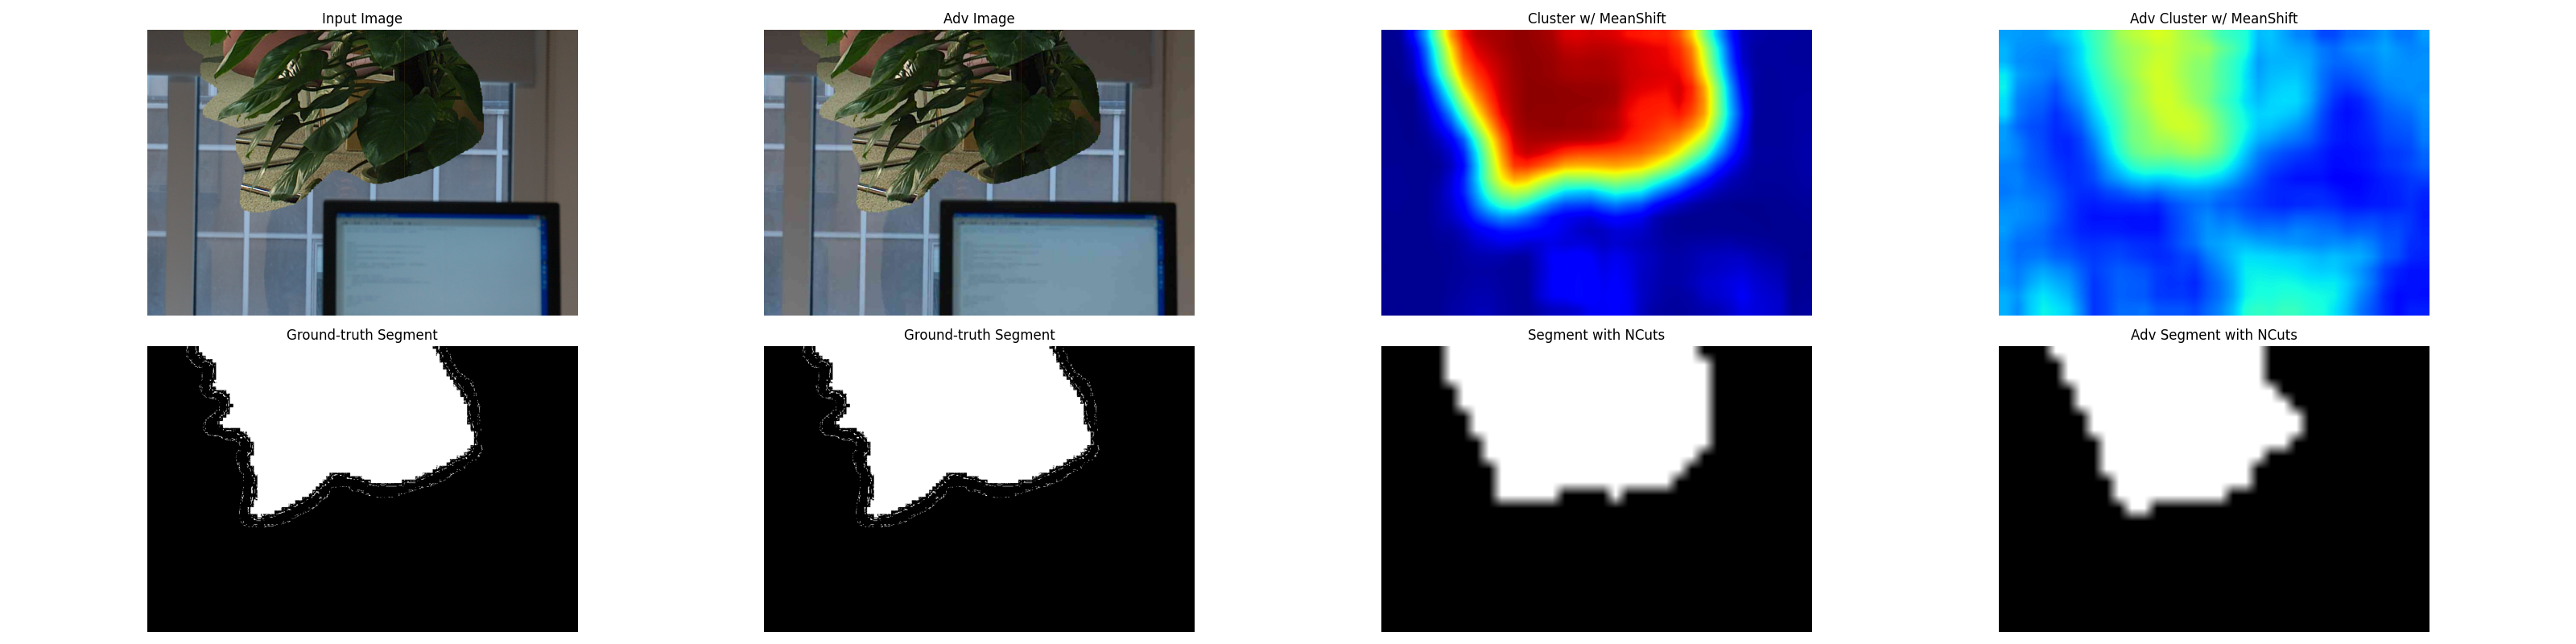 Input Image
Adv Image
Cluster w/ MeanShift
Adv Cluster w/ MeanShift
Ground-truth Segment
Ground-truth Segment
Segment with NCuts
Adv Segment with NCuts